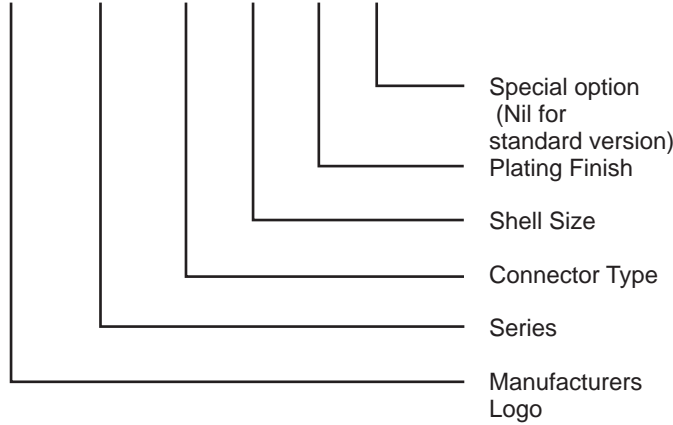 Special option
(Nil for
standard version)
Plating Finish
Shell Size
Connector Type
Series
Manufacturers
Logo